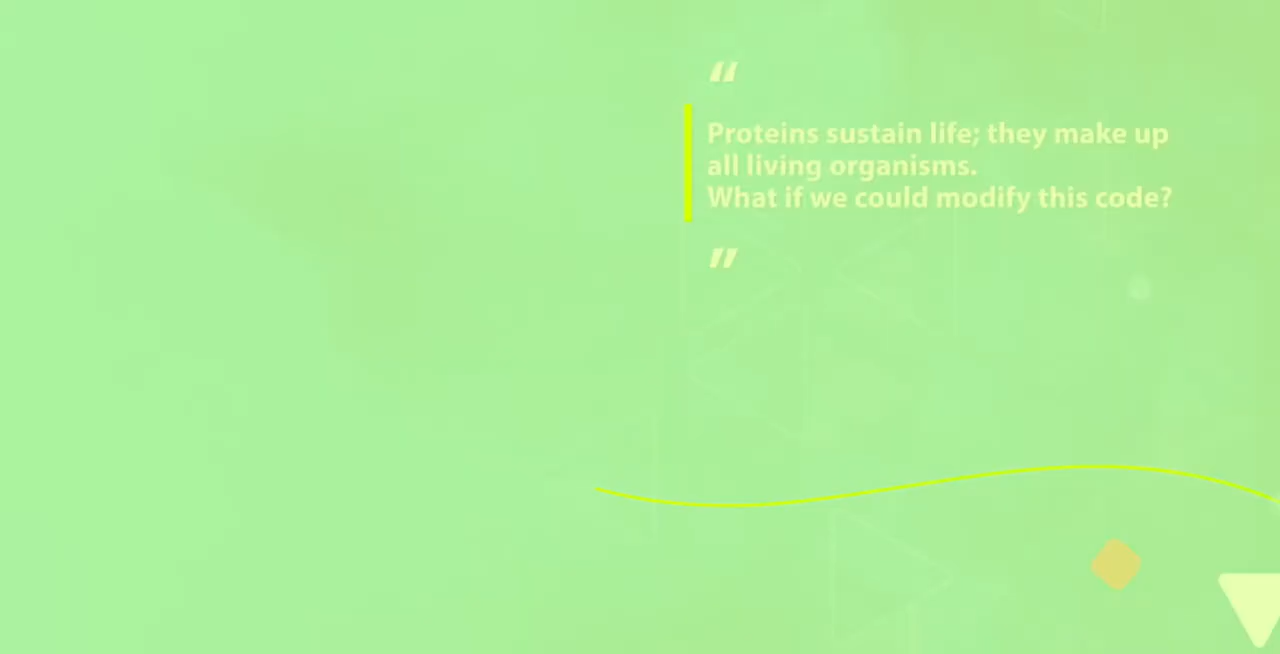 “
Proteins sustain life; they make up
all living organisms.
What if we could modify this code?
”